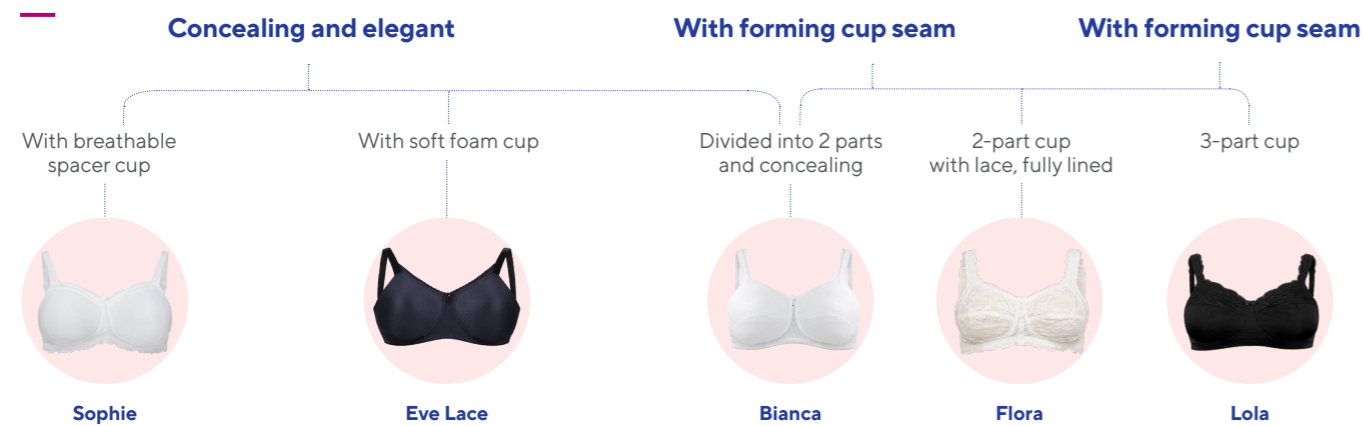 Concealing and elegant
With forming cup seam
With forming cup seam
With breathable
spacer cup
With soft foam cup
Divided into 2 parts
and concealing
2-part cup
with lace, fully lined
3-part cup
Sophie
Eve Lace
Bianca
Flora
Lola